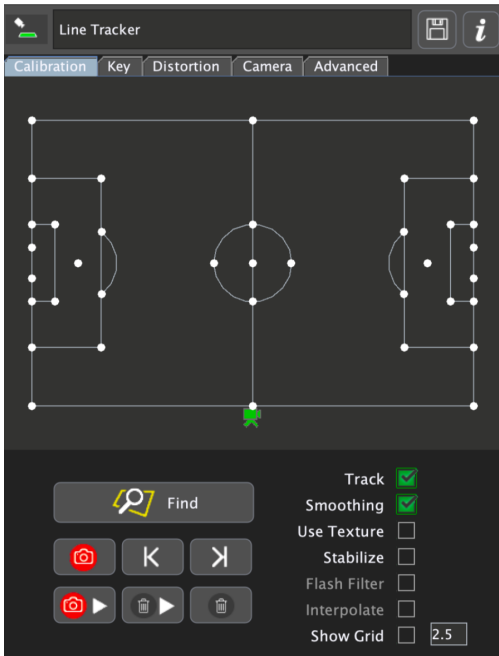 Line Tracker
i
Calibration Key Distortion Camera Advanced
Find
Track
Smoothing
Use Texture
Stabilize
Flash Filter
Interpolate
Show Grid 2.5